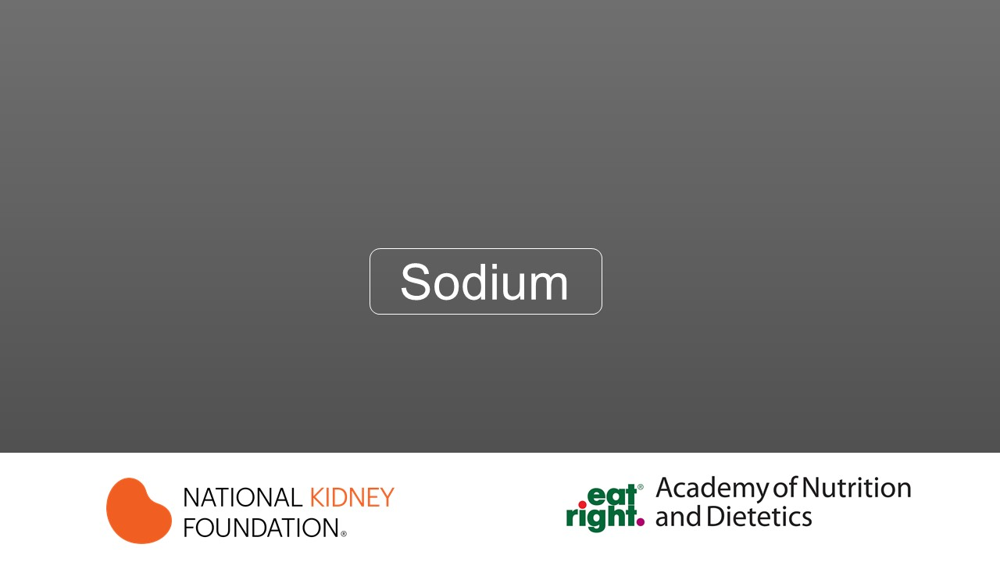 Sodium
NATIONAL KIDNEY
FOUNDATION®
eat®
right.
Academy of Nutrition
and Dietetics